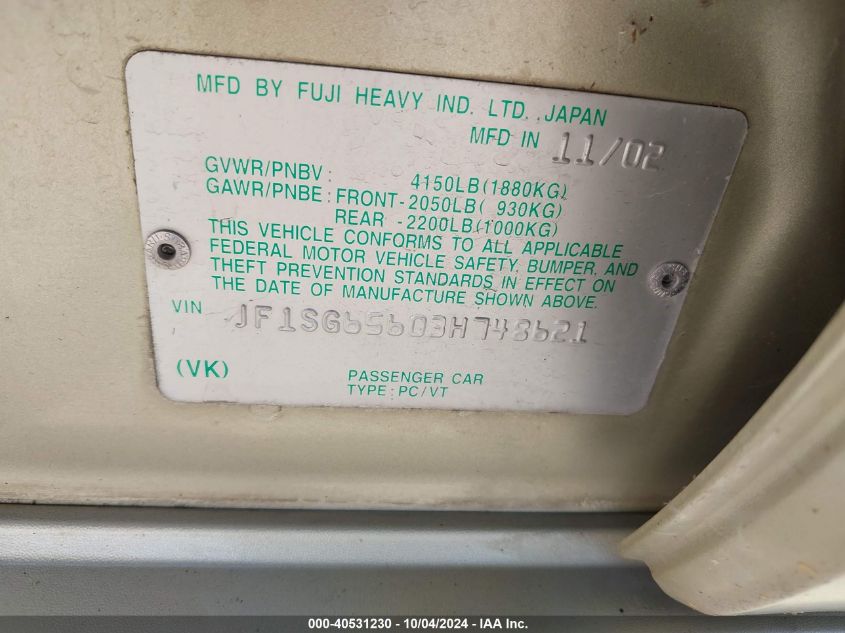 MFD BY FUJI HEAVY IND. LTD. JAPAN
MFD IN 11/02
GVWR/PNBV : 4150LB(1880KG)
GAWR/PNBE : FRONT-2050LB( 930KG)
REAR -2200LB(1000KG)
THIS VEHICLE CONFORMS TO ALL APPLICABLE
FEDERAL MOTOR VEHICLE SAFETY, BUMPER, AND
THEFT PREVENTION STANDARDS IN EFFECT ON
THE DATE OF MANUFACTURE SHOWN ABOVE.
VIN JF1SG65603H748621
(VK)
PASSENGER CAR
TYPE : PC/VT
000-40531230 - 10/04/2024 - IAA Inc.